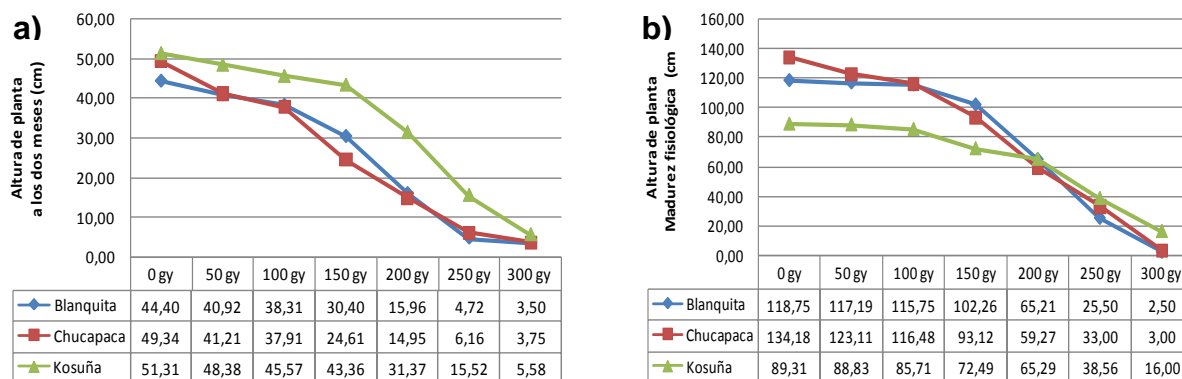 a)
Altura de planta
a los dos meses (cm)
60,00
50,00
40,00
30,00
20,00
10,00
0,00
0 gy 50 gy 100 gy 150 gy 200 gy 250 gy 300 gy
Blanquita 44,40 40,92 38,31 30,40 15,96 4,72 3,50
Chucapaca 49,34 41,21 37,91 24,61 14,95 6,16 3,75
Kosuña 51,31 48,38 45,57 43,36 31,37 15,52 5,58
b)
Altura de planta
Madurez fisiológica (cm
160,00
140,00
120,00
100,00
80,00
60,00
40,00
20,00
0,00
0 gy 50 gy 100 gy 150 gy 200 gy 250 gy 300 gy
Blanquita 118,75 117,19 115,75 102,26 65,21 25,50 2,50
Chucapaca 134,18 123,11 116,48 93,12 59,27 33,00 3,00
Kosuña 89,31 88,83 85,71 72,49 65,29 38,56 16,00